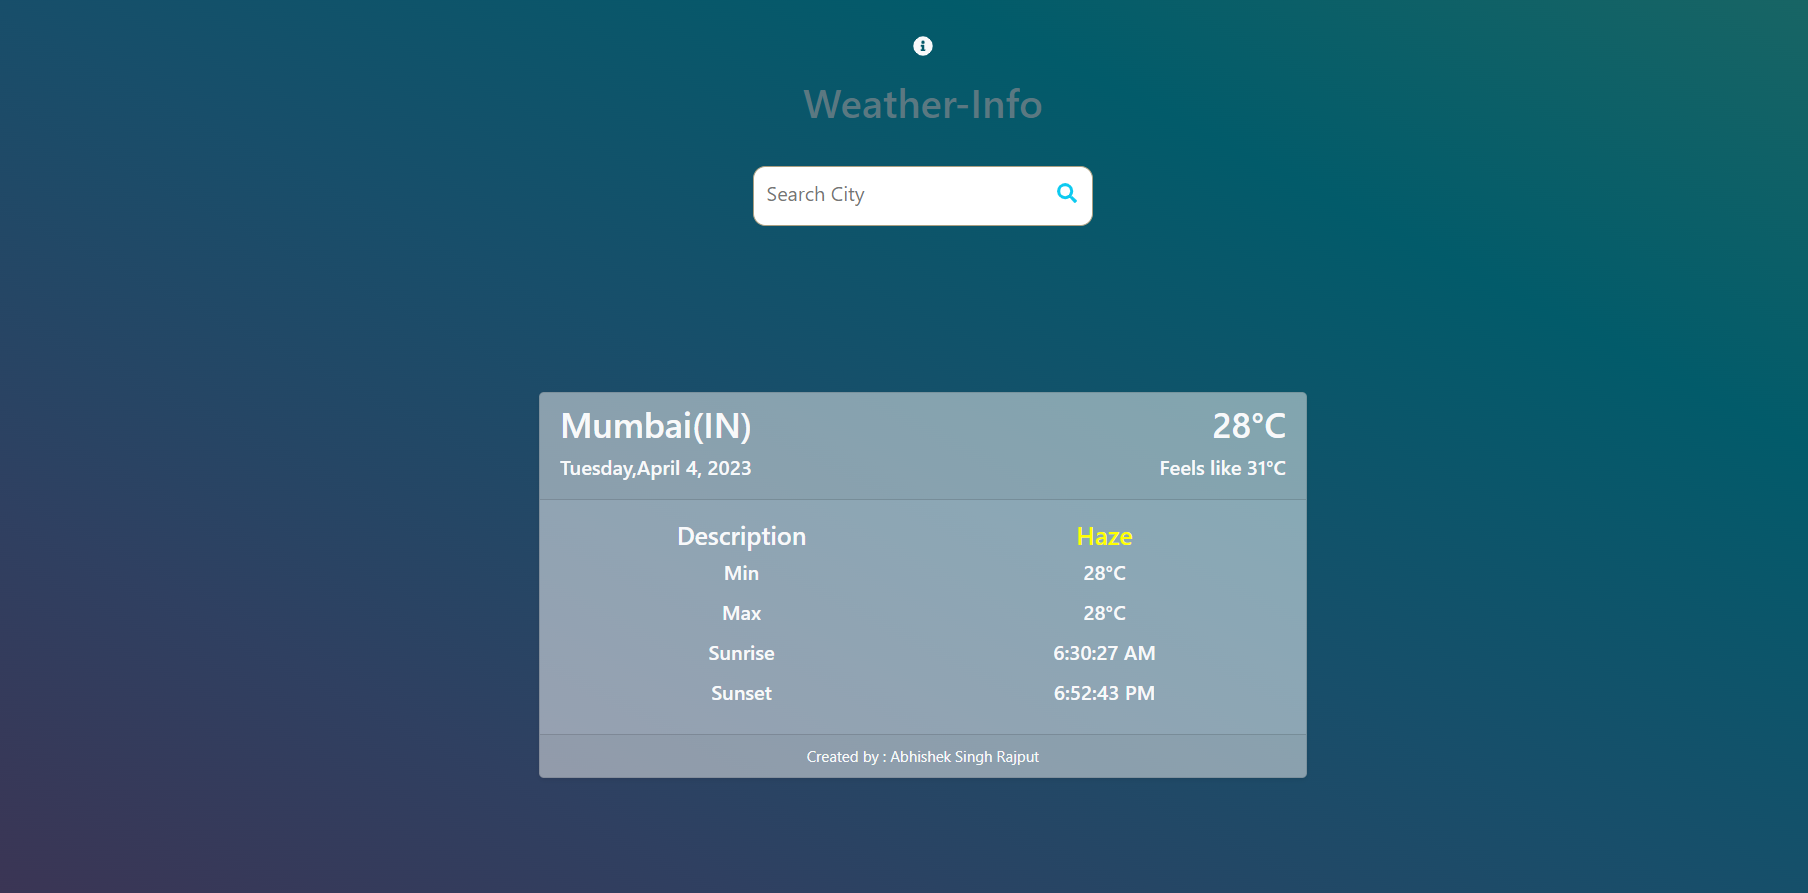 Weather-Info
Search City
Mumbai(IN) 28°C
Tuesday,April 4, 2023 Feels like 31°C
Description Haze
Min 28°C
Max 28°C
Sunrise 6:30:27 AM
Sunset 6:52:43 PM
Created by : Abhishek Singh Rajput